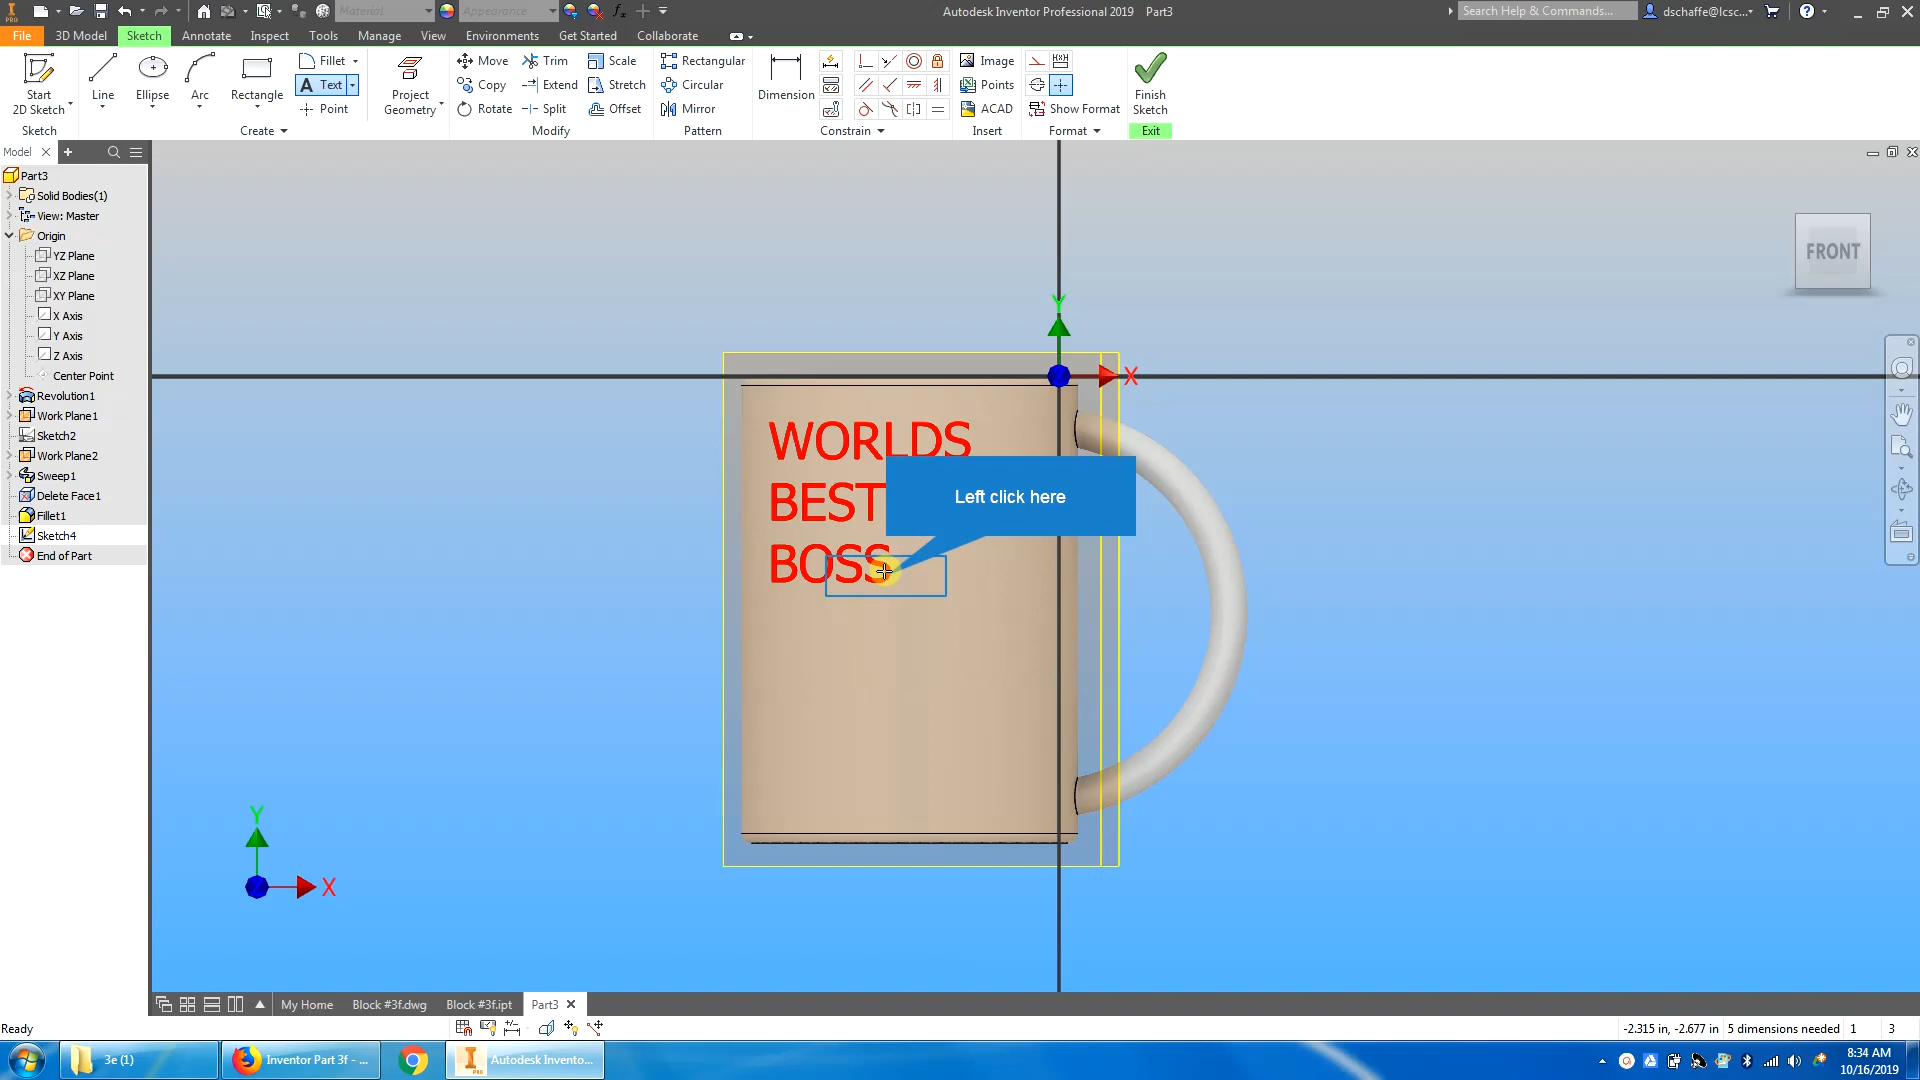 Material
Appearance
Autodesk Inventor Professional 2019 Part3
Search Help & Commands...
dschaffe@lcsc...
File 3D Model Sketch Annotate Inspect Tools Manage View Environments Get Started Collaborate
Start 2D Sketch
Line
Ellipse
Arc
Rectangle
Fillet
Text
Point
Project Geometry
Move
Copy
Rotate
Trim
Extend
Split
Scale
Stretch
Offset
Rectangular
Circular
Mirror
Dimension
Image
Points
ACAD
Show Format
Finish Sketch
Sketch Create Modify Pattern Constrain Insert Format Exit
Model
Part3
Solid Bodies(1)
View: Master
Origin
YZ Plane
XZ Plane
XY Plane
X Axis
Y Axis
Z Axis
Center Point
Revolution1
Work Plane1
Sketch2
Work Plane2
Sweep1
Delete Face1
Fillet1
Sketch4
End of Part
FRONT
Y
X
WORLDS
BEST
BOSS
Left click here
Y
X
My Home Block #3f.dwg Block #3f.ipt Part3
Ready
-2.315 in, -2.677 in 5 dimensions needed 1 3
3e (1)
Inventor Part 3f - ...
Autodesk Invento...
8:34 AM
10/16/2019